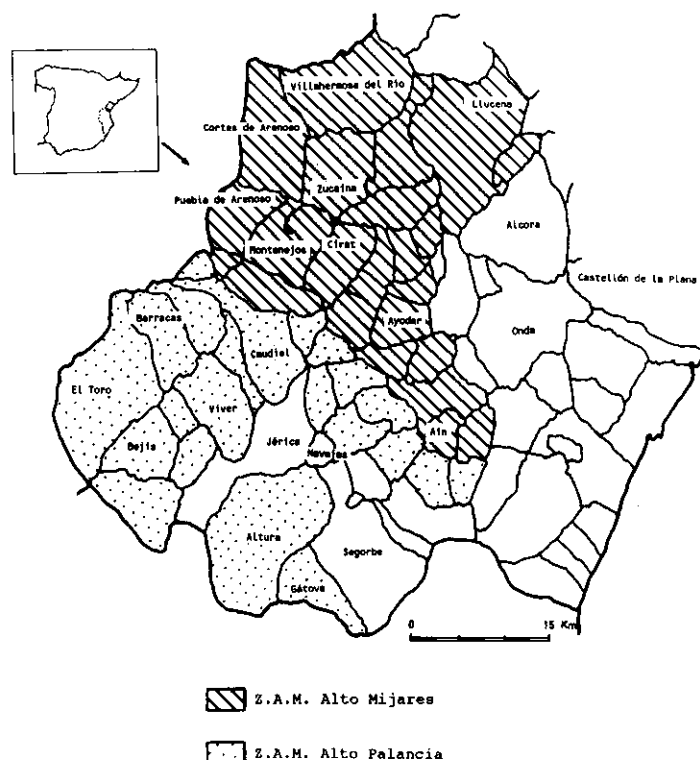 Villahermosa del Río
Llucena
Cortes de Arenoso
Zucaina
Puebla de Arenoso
Alcora
Montanejos
Cirat
Castellón de la Plana
Barracas
Ayodar
Onda
Caudiel
El Toro
Viver
Jérica
Ain
Bejis
Navajas
Altura
Segorbe
Gátova
0
15 Km
Z.A.M. Alto Mijares
Z.A.M. Alto Palancia